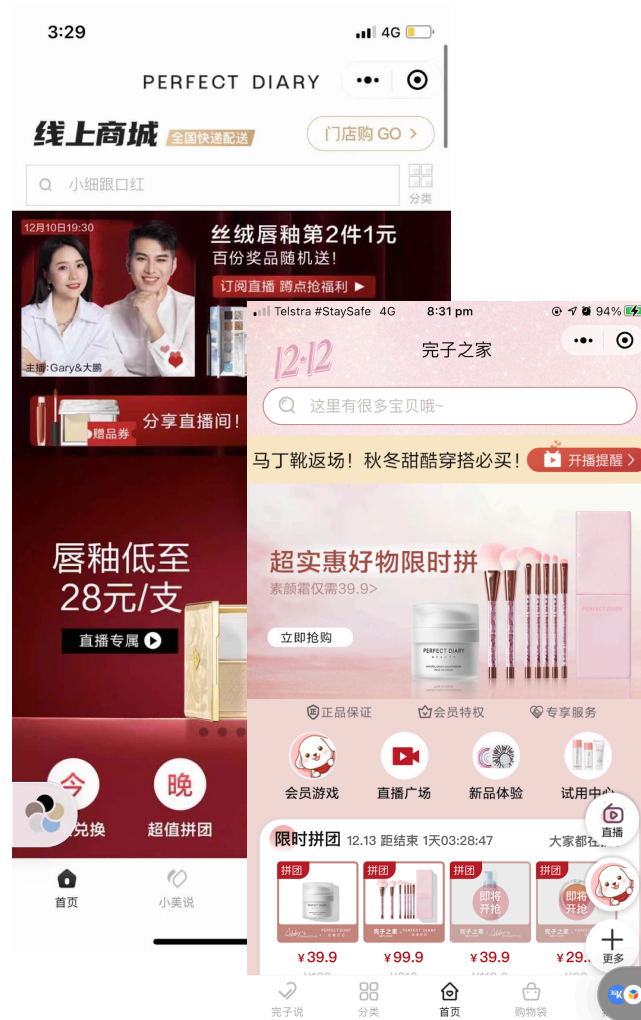 3:29
4G
PERFECT DIARY
线上商城 全国快递配送
门店购 GO >
小细跟口红
分类
12月10日19:30
丝绒唇釉第2件1元
百份奖品随机送!
订阅直播 蹲点抢福利 ▶
主播:Gary&大鹏
赠品券
分享直播间!
唇釉低至
28元/支
直播专属
今
晚
兑换
超值拼团
首页
小美说
Telstra #StaySafe 4G
8:31 pm
94%
12·12
完子之家
这里有很多宝贝哦~
马丁靴返场!秋冬甜酷穿搭必买!
开播提醒 >
超实惠好物限时拼
素颜霜仅需39.9>
立即抢购
PERFECT DIARY
BEAUTY
PERFECT DIARY
正品保证
会员特权
专享服务
会员游戏
直播广场
新品体验
试用中心
直播
限时拼团 12.13 距结束 1天03:28:47
大家都在
拼团
拼团
拼团
拼团
即将
开抢
即将
开抢
¥39.9
¥99.9
¥39.9
¥29.
更多
完子说
分类
首页
购物袋